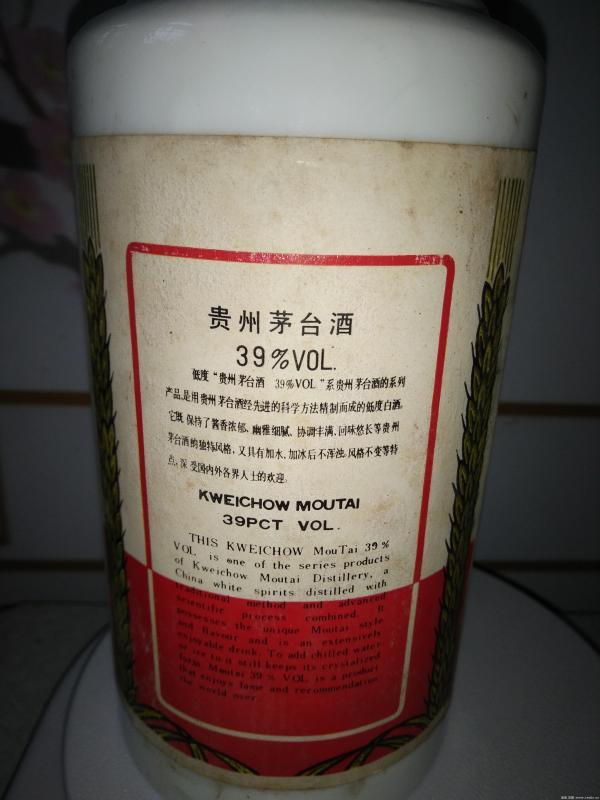 贵州茅台酒
39%VOL.
低度“贵州茅台酒 39%VOL”系贵州茅台酒的系列
产品,是用贵州茅台酒经先进的科学方法精制而成的低度白酒。
它既保持了酱香浓郁、幽雅细腻、协调丰满、回味悠长等贵州
茅台酒的独特风格,又具有加水、加冰后不浑浊,风格不变等特
点,深受国内外各界人士的欢迎.
KWEICHOW MOUTAI
39PCT VOL.
THIS KWEICHOW MouTai 39%
VOL. is one of the series products
of Kweichow Moutai Distillery, a
China white spirits distilled with
traditional method and advanced
scientific process combined. It
possesses the unique Moutai style
and flavour and is an extensively
enjoyable drink. To add chilled water
or ice to it still keeps its crystalized
form. Moutai 39% VOL is a product
that enjoys fame and recommendation
the world over.